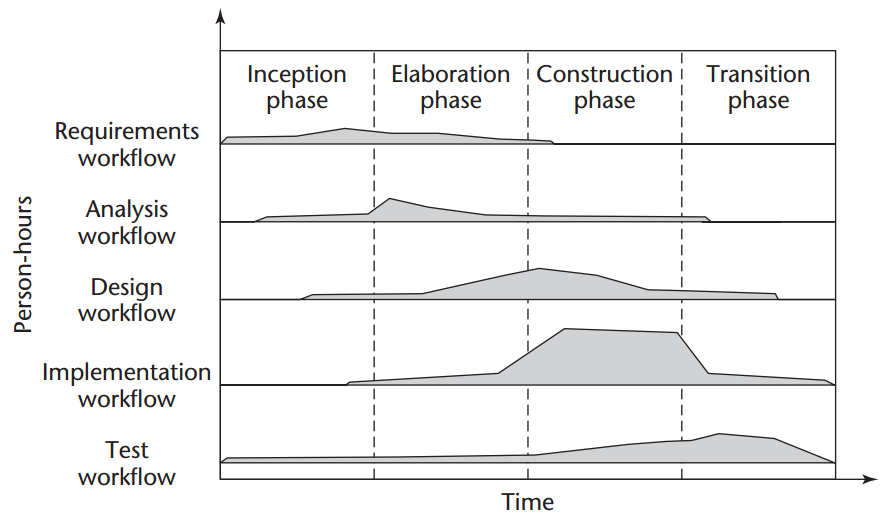 Inception
phase
Elaboration
phase
Construction
phase
Transition
phase
Requirements
workflow
Analysis
workflow
Design
workflow
Implementation
workflow
Test
workflow
Person-hours
Time